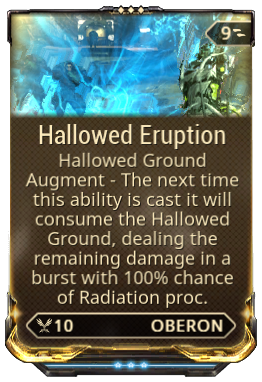 9
Hallowed Eruption
Hallowed Ground
Augment - The next time
this ability is cast it will
consume the Hallowed
Ground, dealing the
remaining damage in a
burst with 100% chance
of Radiation proc.
10 OBERON